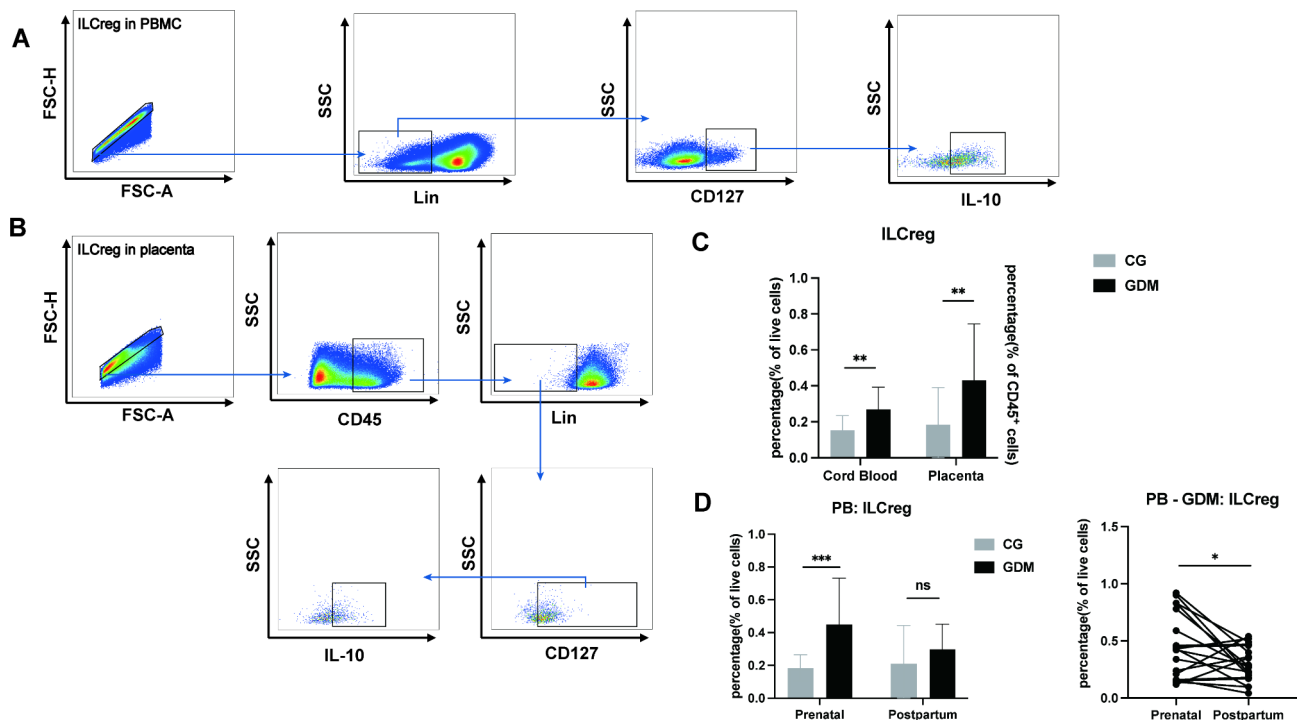 A
ILCreg in PBMC
FSC-H
FSC-A
SSC
Lin
SSC
CD127
SSC
IL-10
B
ILCreg in placenta
FSC-H
FSC-A
SSC
CD45
SSC
Lin
SSC
IL-10
SSC
CD127
C
ILCreg
percentage(% of live cells)
1.0
0.8
0.6
0.4
0.2
0.0
**
**
Cord Blood
Placenta
percentage(% of CD45⁺ cells)
CG
GDM
D
PB: ILCreg
percentage(% of live cells)
1.0
0.8
0.6
0.4
0.2
0.0
***
ns
Prenatal
Postpartum
CG
GDM
PB - GDM: ILCreg
percentage(% of live cells)
1.5
1.0
0.5
0.0
*
Prenatal
Postpartum